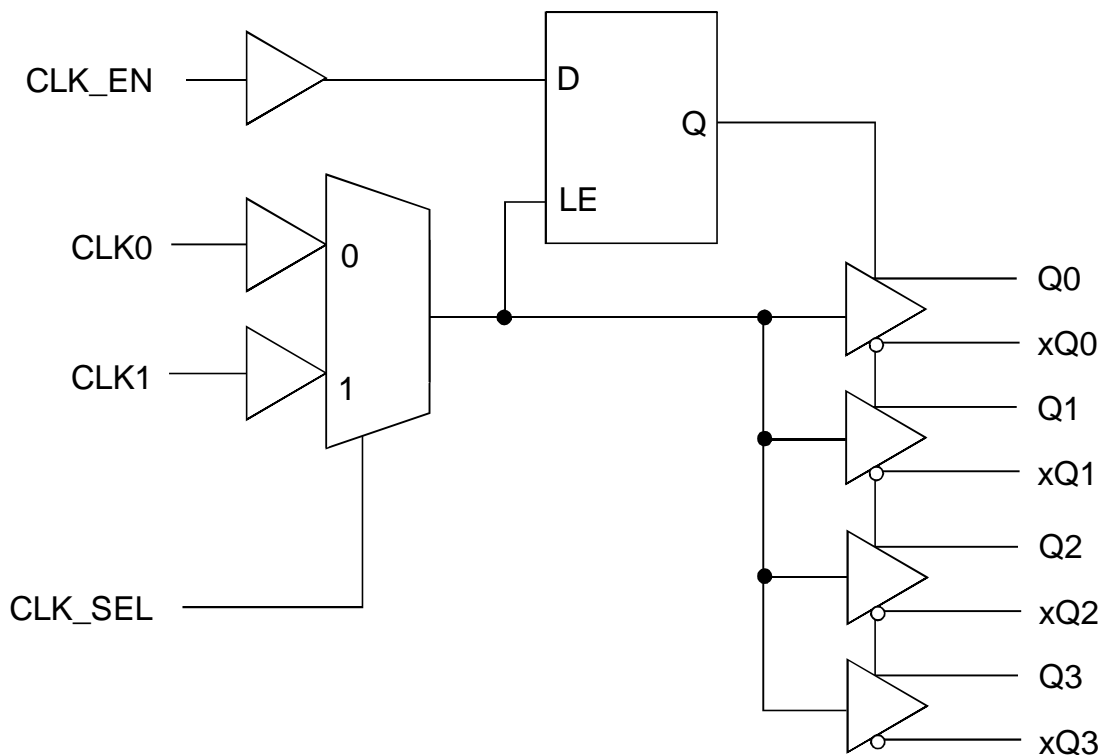 CLK_EN
D
Q
LE
CLK0
0
CLK1
1
CLK_SEL
Q0
xQ0
Q1
xQ1
Q2
xQ2
Q3
xQ3